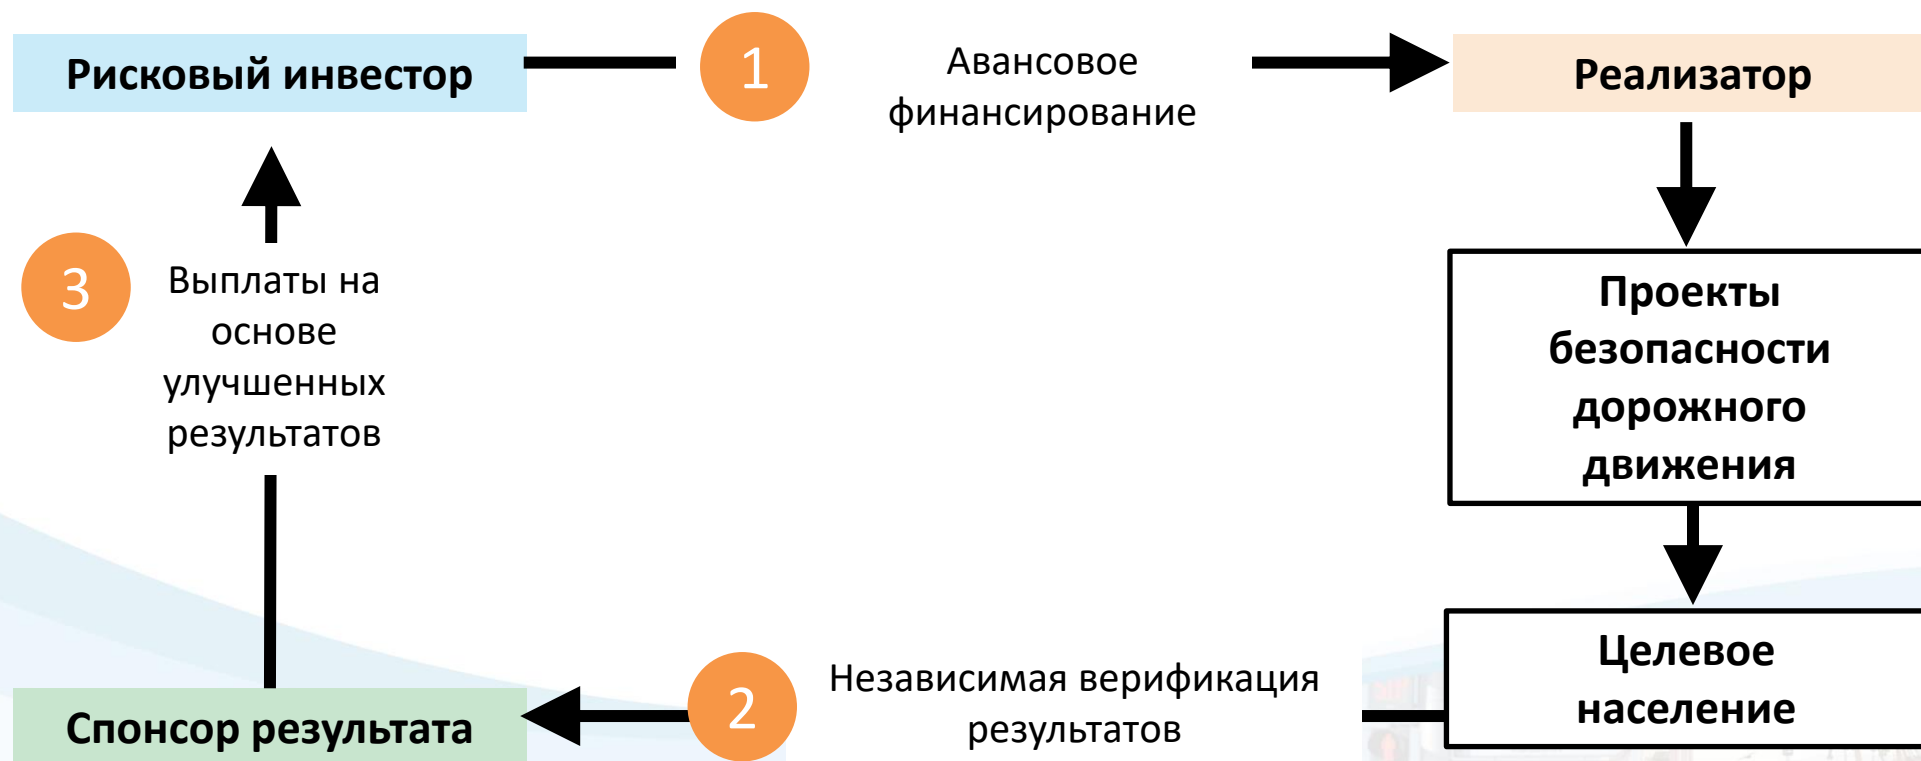 Рисковый инвестор
1
Авансовое
финансирование
Реализатор
3
Выплаты на
основе
улучшенных
результатов
Проекты
безопасности
дорожного
движения
Целевое
население
2
Независимая верификация
результатов
Спонсор результата